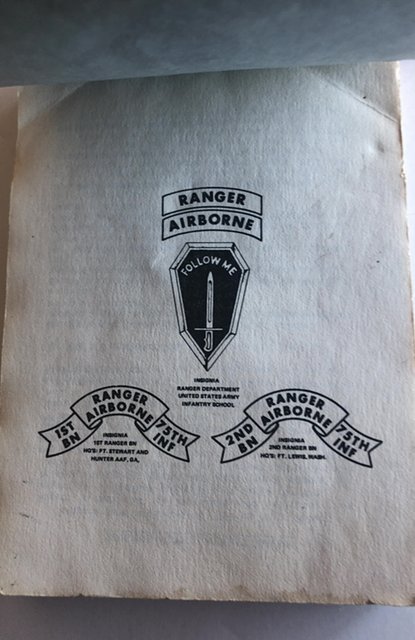 RANGER
AIRBORNE
FOLLOW ME
INSIGNIA
RANGER DEPARTMENT
UNITED STATES ARMY
INFANTRY SCHOOL
1ST BN RANGER AIRBORNE 75TH INF
INSIGNIA
1ST RANGER BN
HQ'S: FT. STEWART AND
HUNTER AAF, GA,
2ND BN RANGER AIRBORNE 75TH INF
INSIGNIA
2ND RANGER BN
HQ'S: FT. LEWIS, WASH.